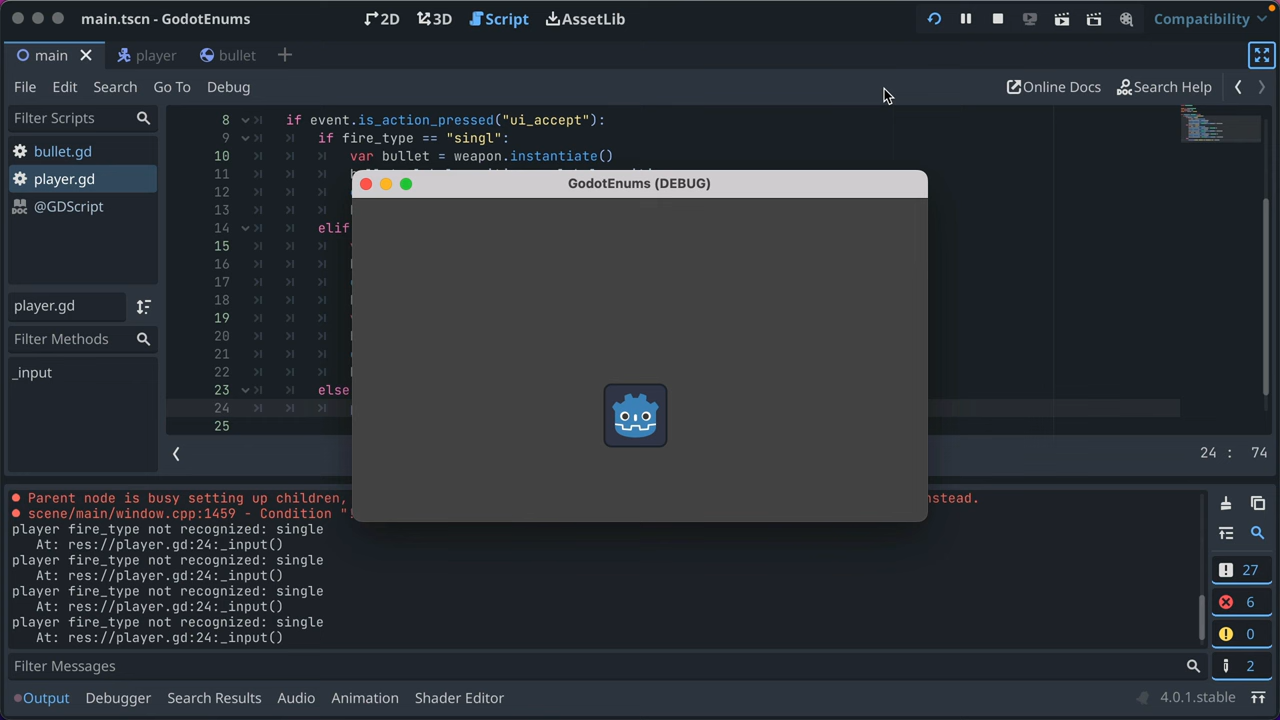 main.tscn - GodotEnums
2D
3D
Script
AssetLib
Compatibility
main
player
bullet
File
Edit
Search
Go To
Debug
Online Docs
Search Help
Filter Scripts
bullet.gd
player.gd
@GDScript
player.gd
Filter Methods
_input
8 if event.is_action_pressed("ui_accept"):
9 if fire_type == "singl":
10 var bullet = weapon.instantiate()
11
12
13
14 elif
15
16
17
18
19
20
21
22
23 else
24
25
GodotEnums (DEBUG)
24 : 74
Parent node is busy setting up children, nstead.
scene/main/window.cpp:1459 - Condition
player fire_type not recognized: single
At: res://player.gd:24:_input()
player fire_type not recognized: single
At: res://player.gd:24:_input()
player fire_type not recognized: single
At: res://player.gd:24:_input()
player fire_type not recognized: single
At: res://player.gd:24:_input()
27
6
0
2
Filter Messages
Output
Debugger
Search Results
Audio
Animation
Shader Editor
4.0.1.stable